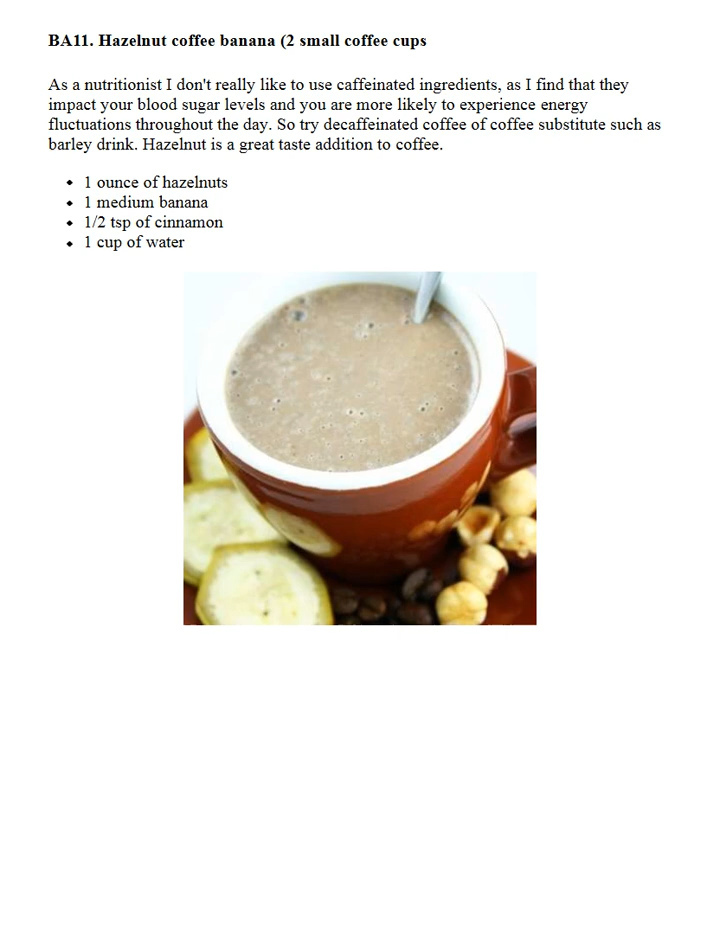 BA11. Hazelnut coffee banana (2 small coffee cups
As a nutritionist I don't really like to use caffeinated ingredients, as I find that they
impact your blood sugar levels and you are more likely to experience energy
fluctuations throughout the day. So try decaffeinated coffee of coffee substitute such as
barley drink. Hazelnut is a great taste addition to coffee.
• 1 ounce of hazelnuts
• 1 medium banana
• 1/2 tsp of cinnamon
• 1 cup of water